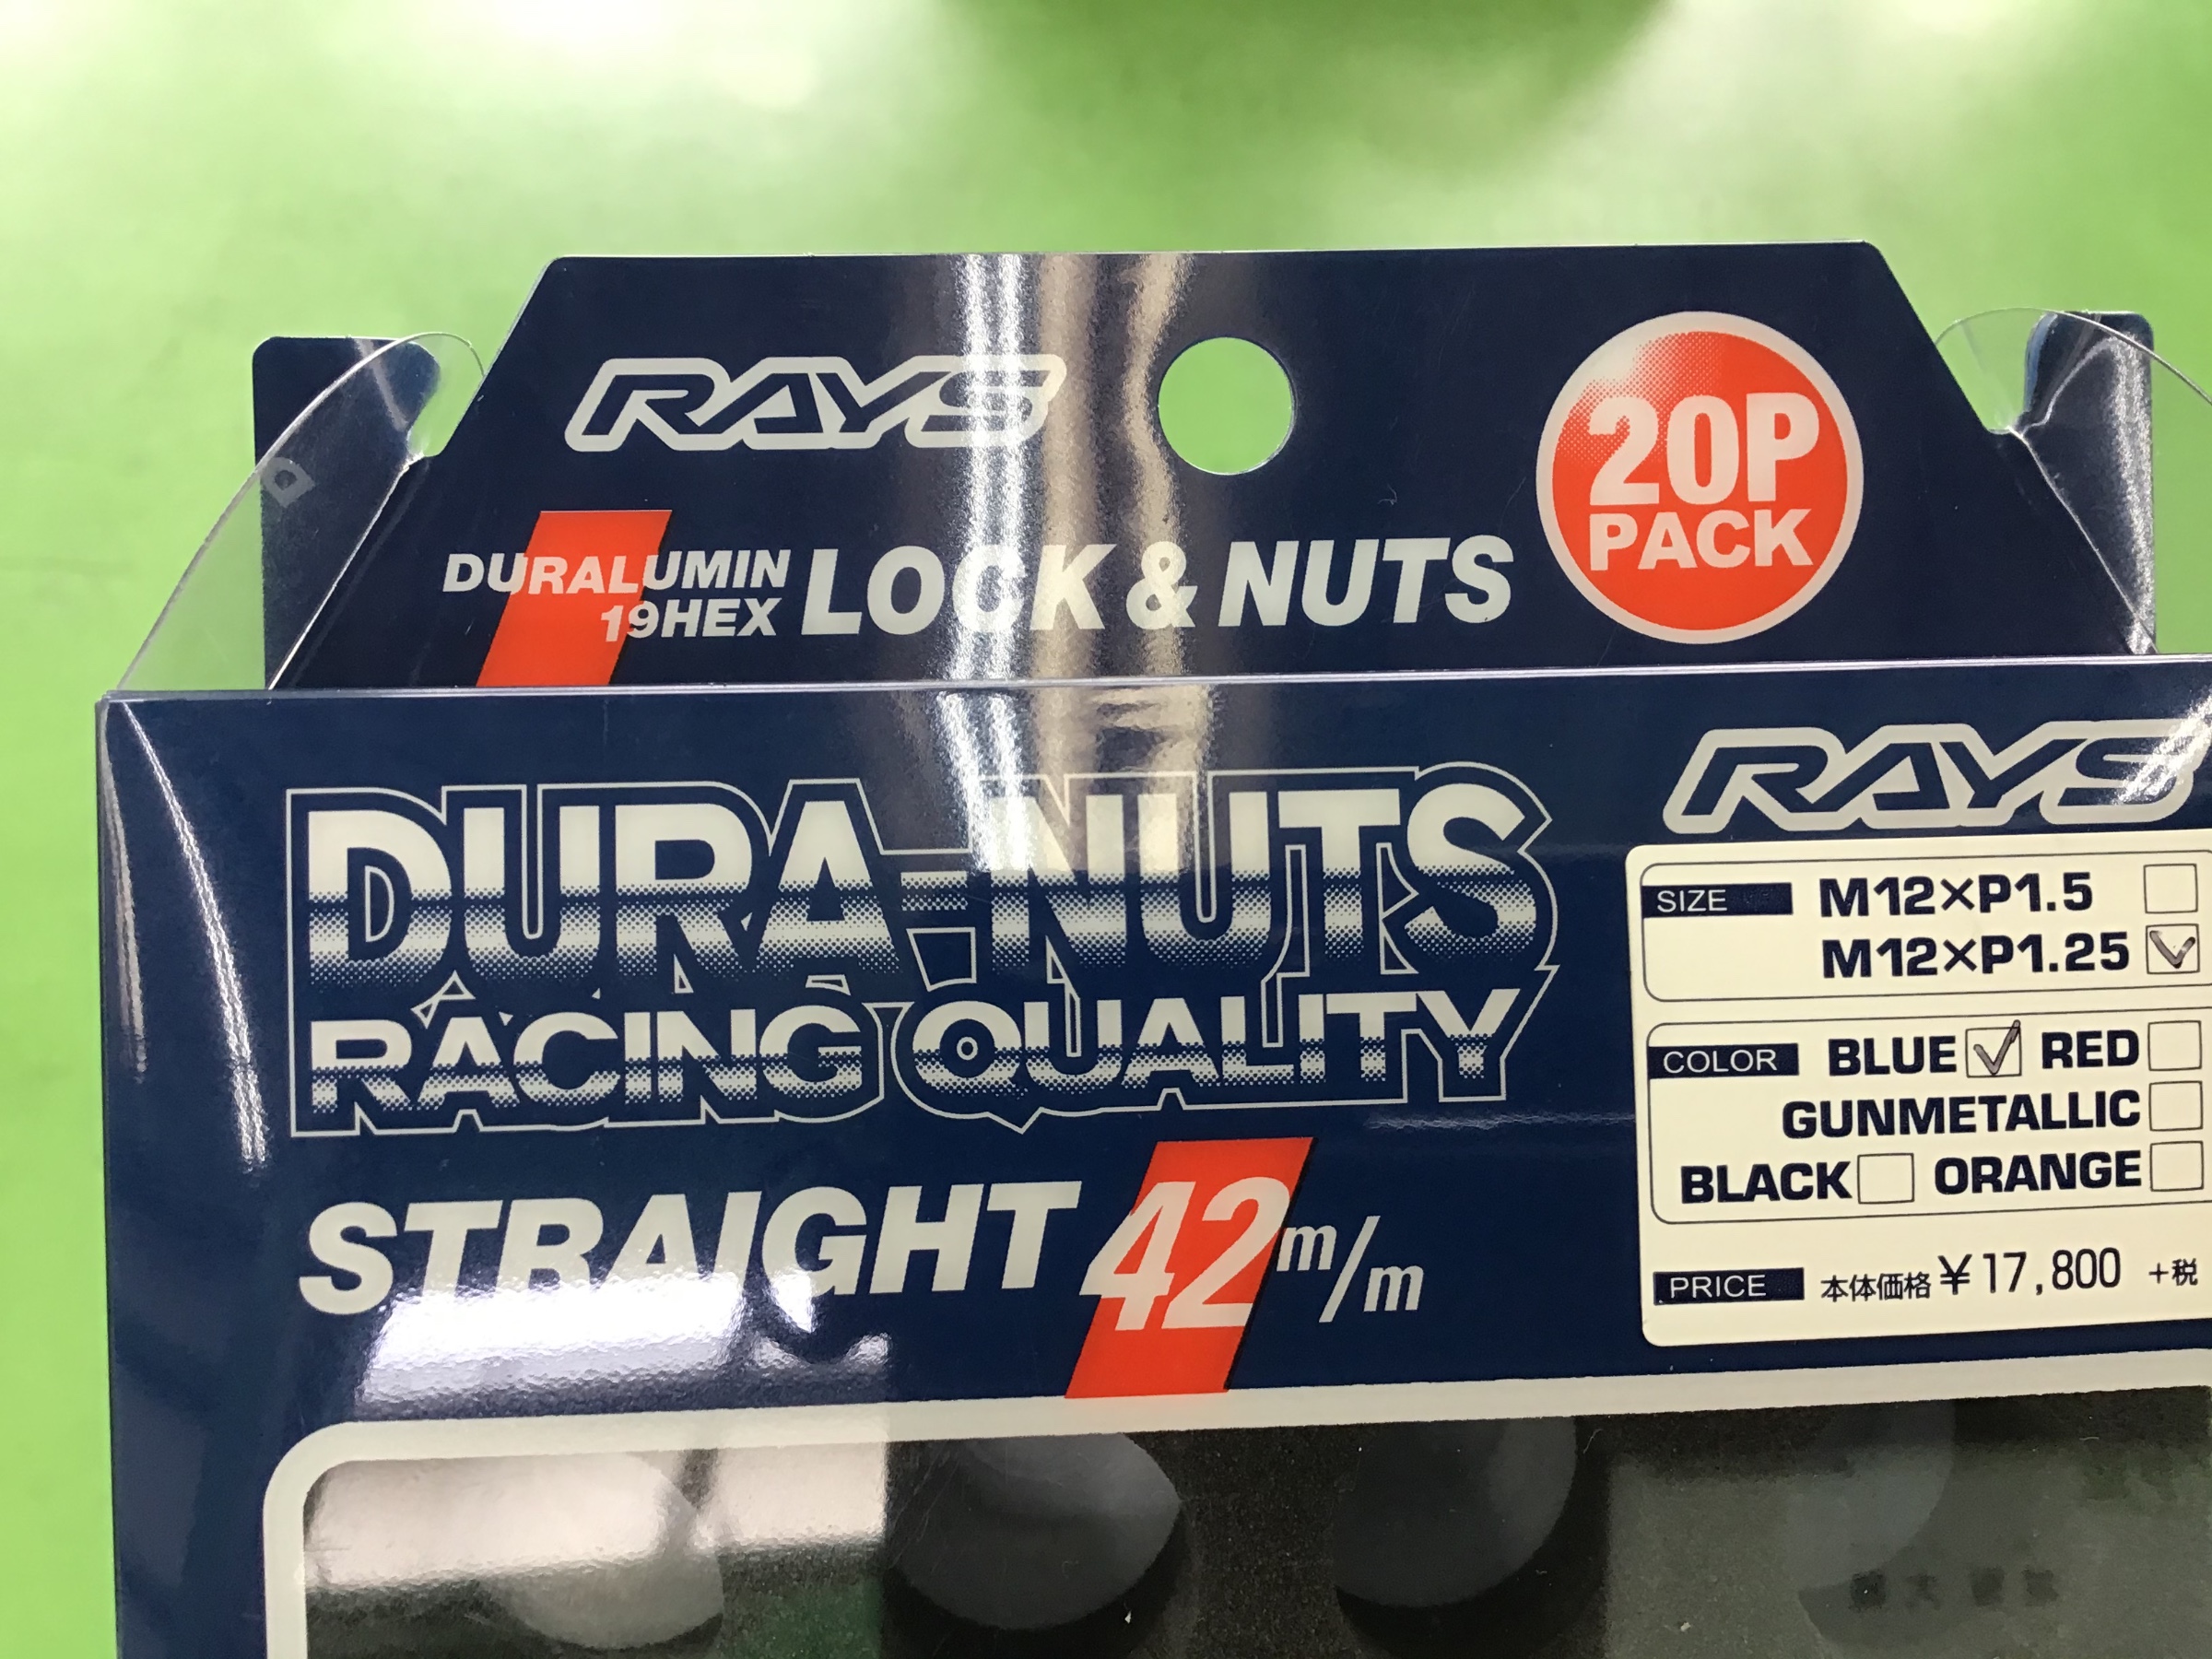 RAYS
20P
PACK
DURALUMIN
19HEX
LOCK & NUTS
RAYS
DURA-NUTS
RACING QUALITY
STRAIGHT 42m/m
SIZE M12×P1.5
M12×P1.25
COLOR BLUE RED
GUNMETALLIC
BLACK ORANGE
PRICE 本体価格 ¥17,800 +税